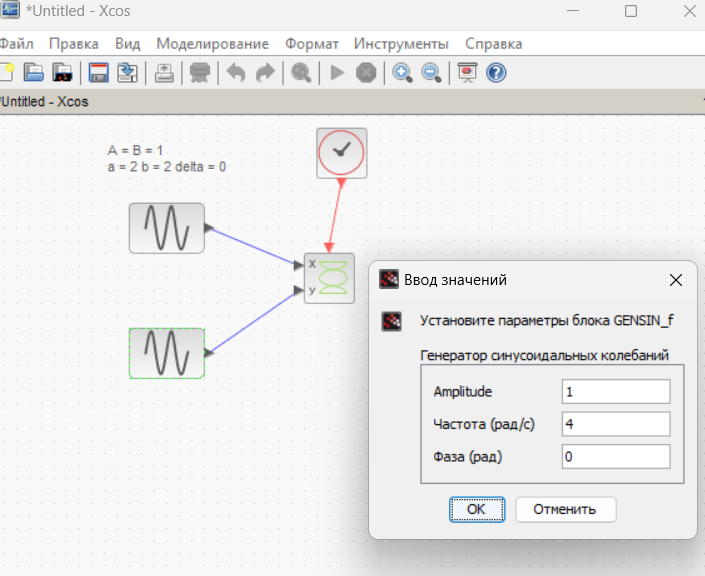 *Untitled - Xcos
Файл Правка Вид Моделирование Формат Инструменты Справка
*Untitled - Xcos
A = B = 1
a = 2 b = 2 delta = 0
x
y
Ввод значений
Установите параметры блока GENSIN_f
Генератор синусоидальных колебаний
Amplitude 1
Частота (рад/с) 4
Фаза (рад) 0
OK Отменить